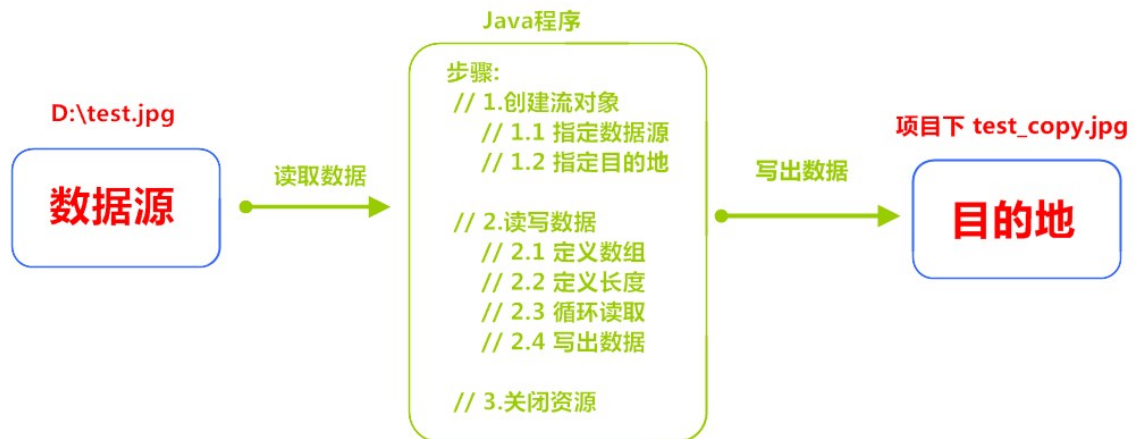 Java程序
D:\test.jpg
数据源
读取数据
步骤:
// 1.创建流对象
// 1.1 指定数据源
// 1.2 指定目的地
// 2.读写数据
// 2.1 定义数组
// 2.2 定义长度
// 2.3 循环读取
// 2.4 写出数据
// 3.关闭资源
写出数据
项目下 test_copy.jpg
目的地